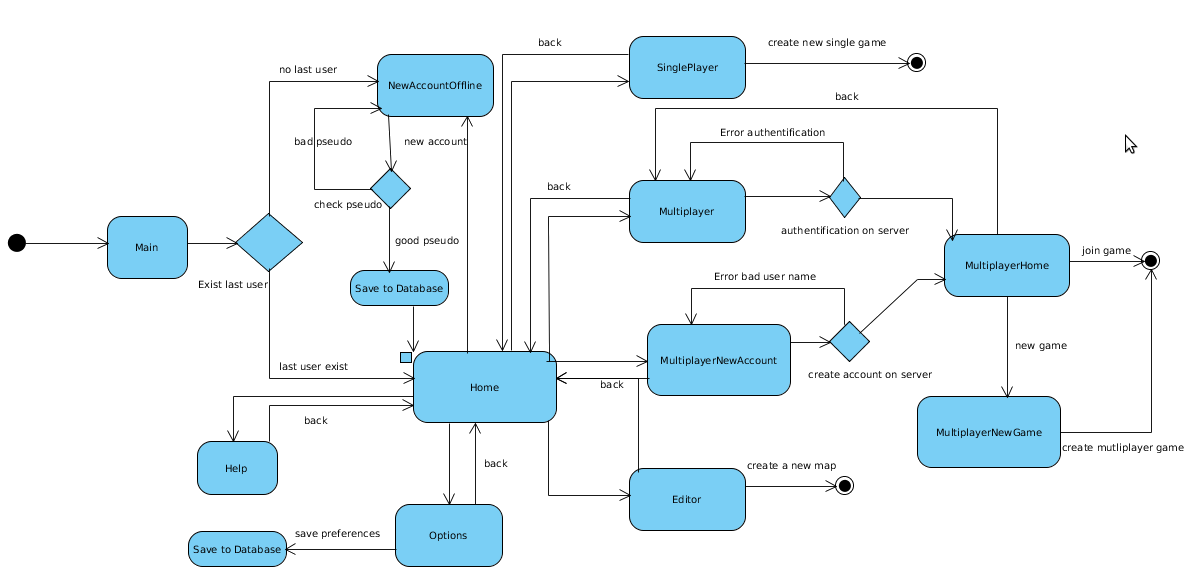 back
create new single game
SinglePlayer
no last user
NewAccountOffline
back
bad pseudo
new account
Error authentification
check pseudo
back
Multiplayer
authentification on server
good pseudo
Main
Exist last user
join game
MultiplayerHome
Save to Database
Error bad user name
new game
MultiplayerNewAccount
last user exist
Home
back
create account on server
back
MultiplayerNewGame
create mutliplayer game
Help
back
create a new map
Editor
save preferences
Options
Save to Database